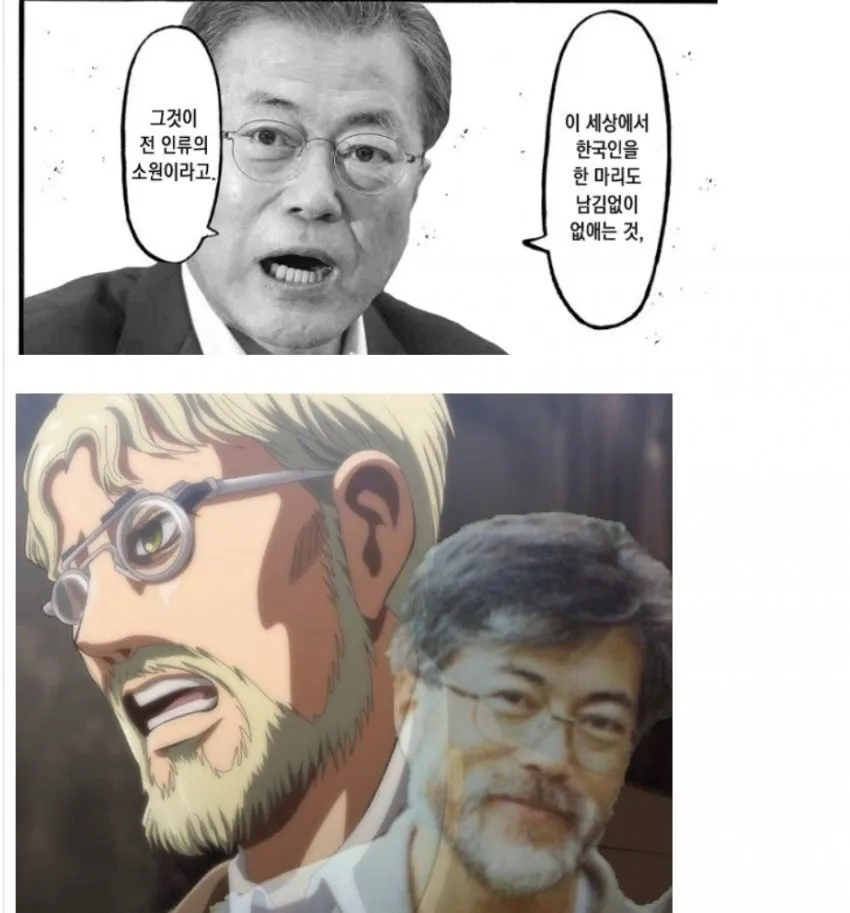 이 세상에서
한국인을
한 마리도
남김없이
없애는 것,
그것이
전 인류의
소원이라고.